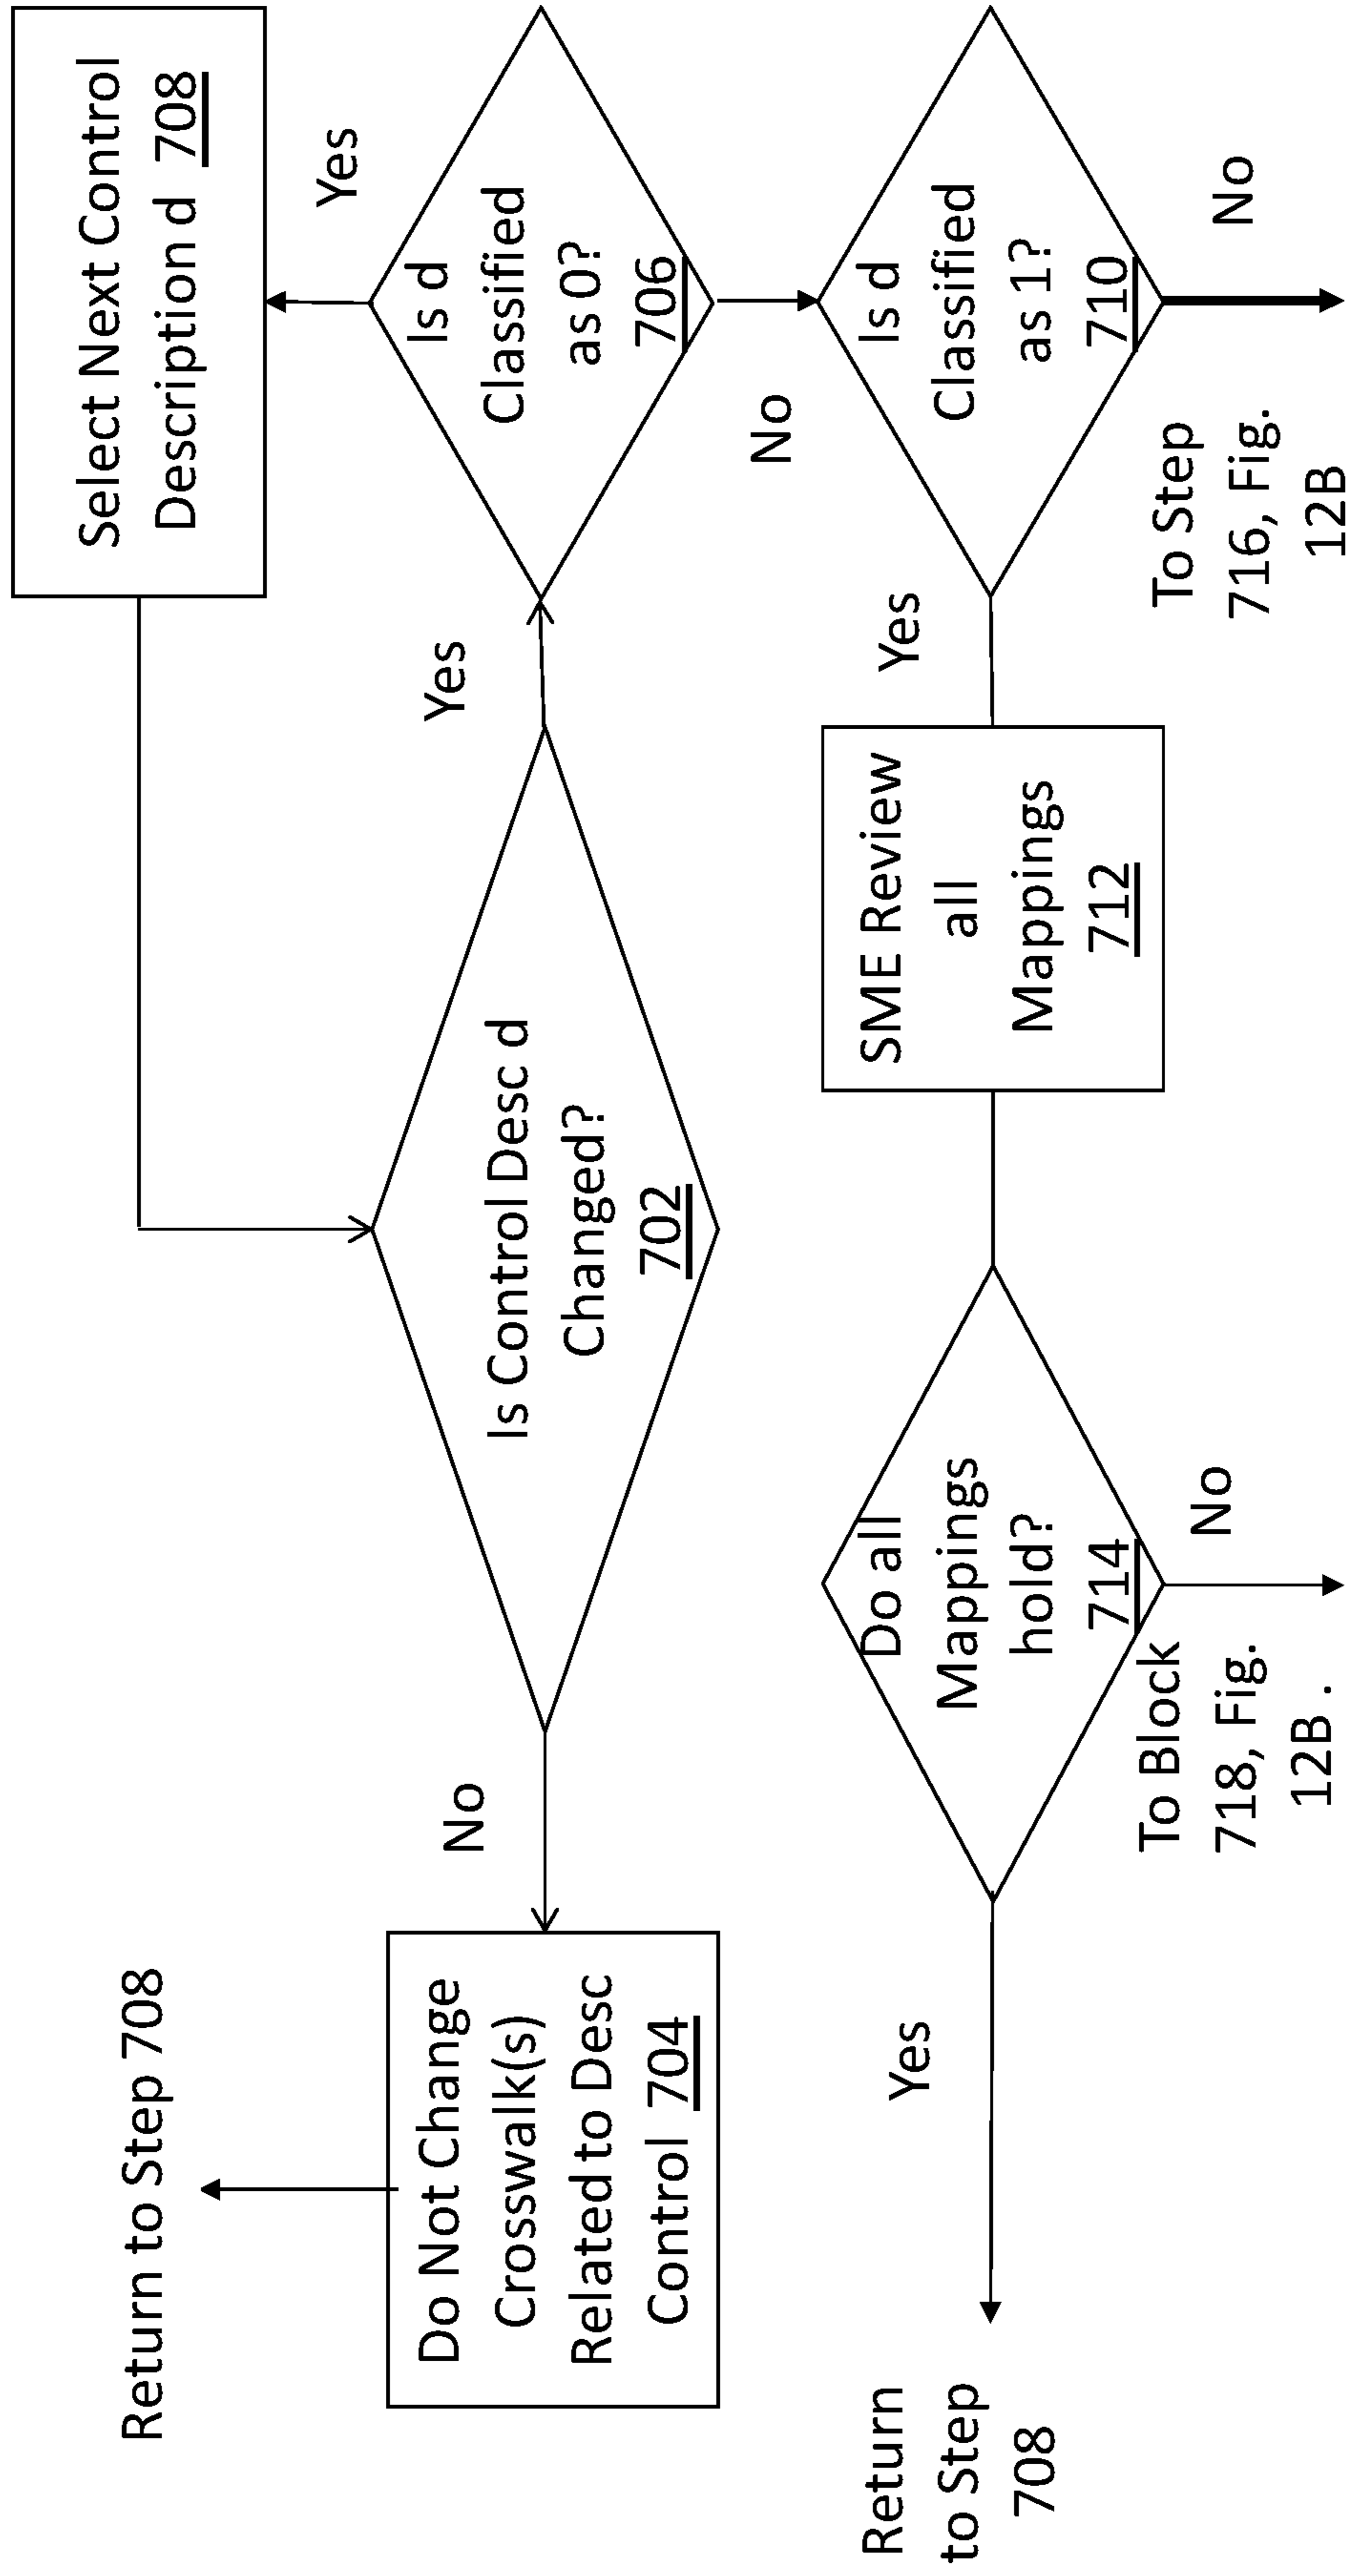 Return to Step 708
Select Next Control
Description d 708
Do Not Change
Crosswalk(s)
Related to Desc
Control 704
No
Is Control Desc d
Changed?
702
Yes
Is d
Classified
as 0?
706
Yes
No
Return
to Step
708
Yes
Do all
Mappings
hold?
714
No
To Block
718, Fig.
12B .
SME Review
all
Mappings
712
Yes
Is d
Classified
as 1?
710
No
To Step
716, Fig.
12B